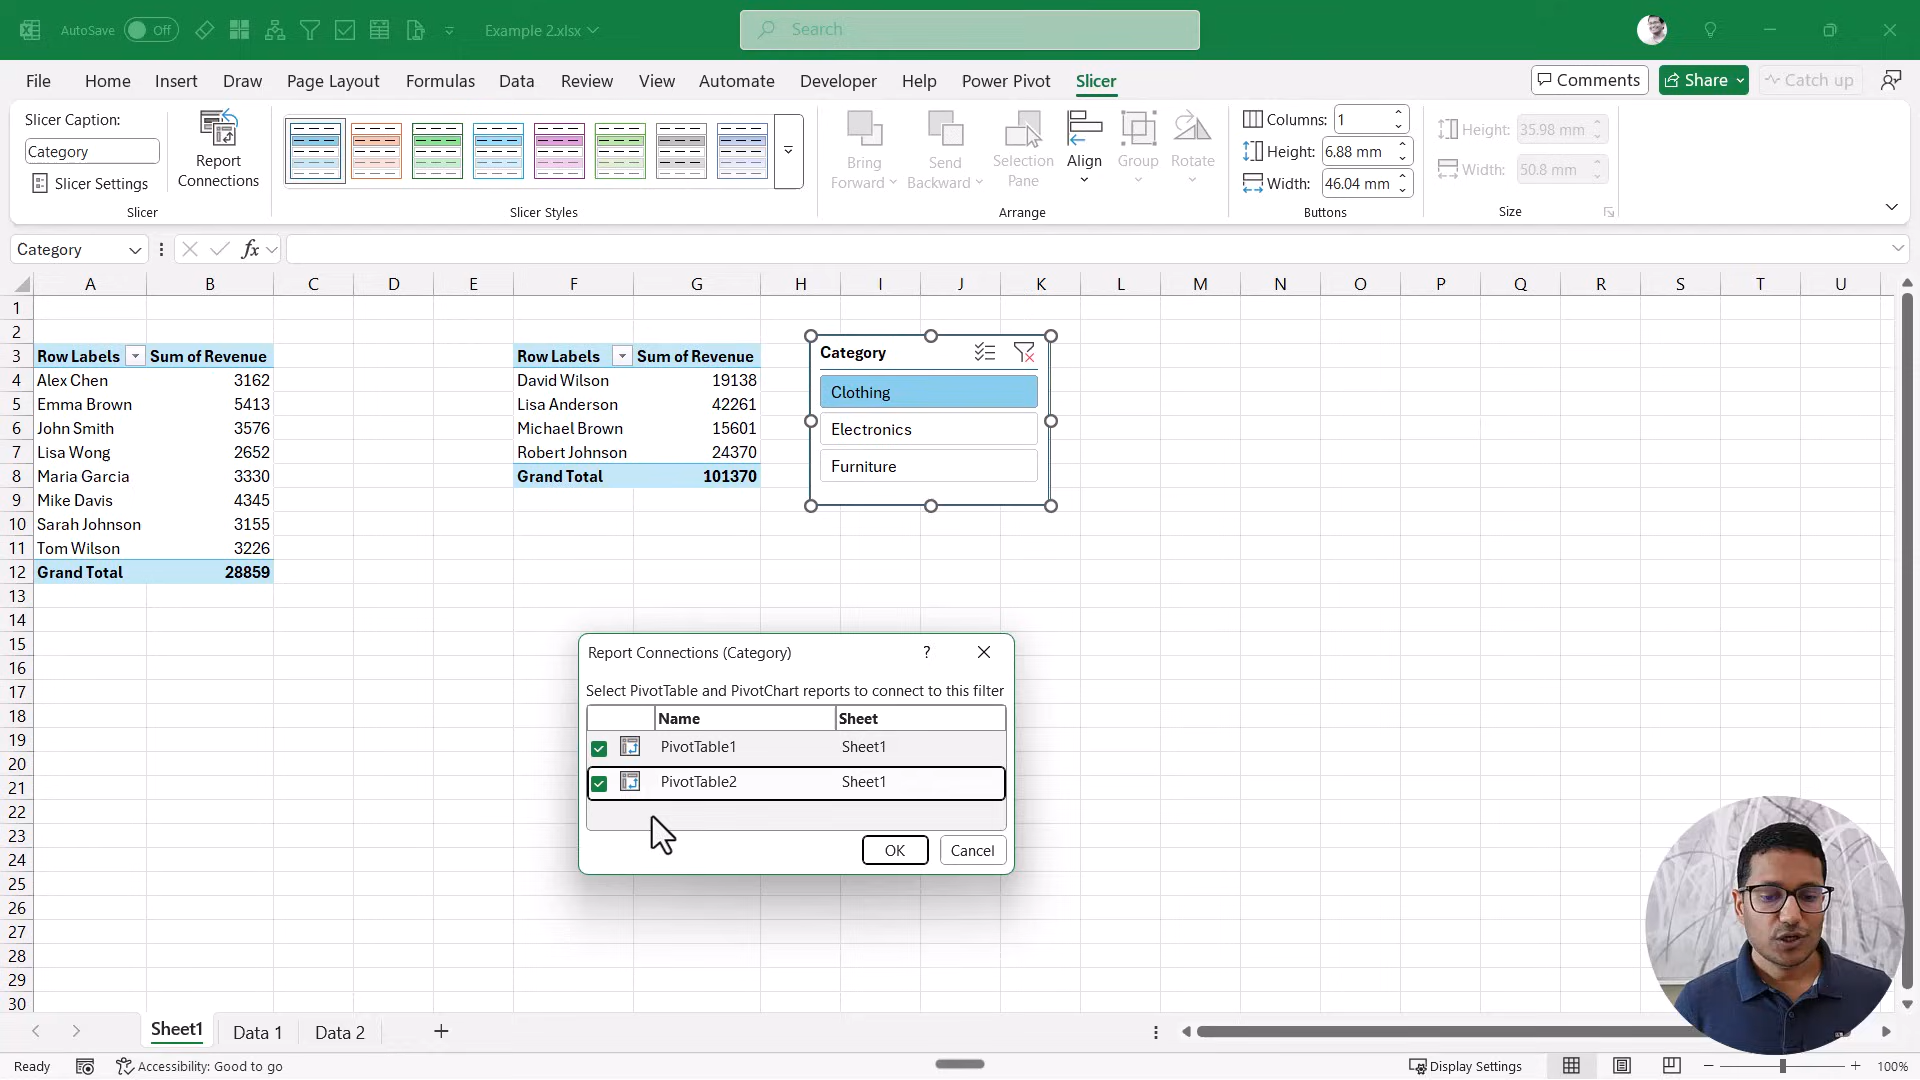 AutoSave Off Example 2.xlsx Search
File Home Insert Draw Page Layout Formulas Data Review View Automate Developer Help Power Pivot Slicer Comments Share Catch up
Slicer Caption:
Category
Slicer Settings
Report
Connections
Slicer
Slicer Styles
Bring
Forward
Send
Backward
Selection
Pane
Align
Group
Rotate
Arrange
Columns: 1
Height: 6.88 mm
Width: 46.04 mm
Buttons
Height: 35.98 mm
Width: 50.8 mm
Size
Category fx
A B C D E F G H I J K L M N O P Q R S T U
1
2
3 Row Labels Sum of Revenue Row Labels Sum of Revenue
4 Alex Chen 3162 David Wilson 19138
5 Emma Brown 5413 Lisa Anderson 42261
6 John Smith 3576 Michael Brown 15601
7 Lisa Wong 2652 Robert Johnson 24370
8 Maria Garcia 3330 Grand Total 101370
9 Mike Davis 4345
10 Sarah Johnson 3155
11 Tom Wilson 3226
12 Grand Total 28859
13
14
15
16
17
18
19
20
21
22
23
24
25
26
27
28
29
30
Category
Clothing
Electronics
Furniture
Report Connections (Category) ?
Select PivotTable and PivotChart reports to connect to this filter
Name Sheet
PivotTable1 Sheet1
PivotTable2 Sheet1
OK Cancel
Sheet1 Data 1 Data 2
Ready Accessibility: Good to go Display Settings 100%